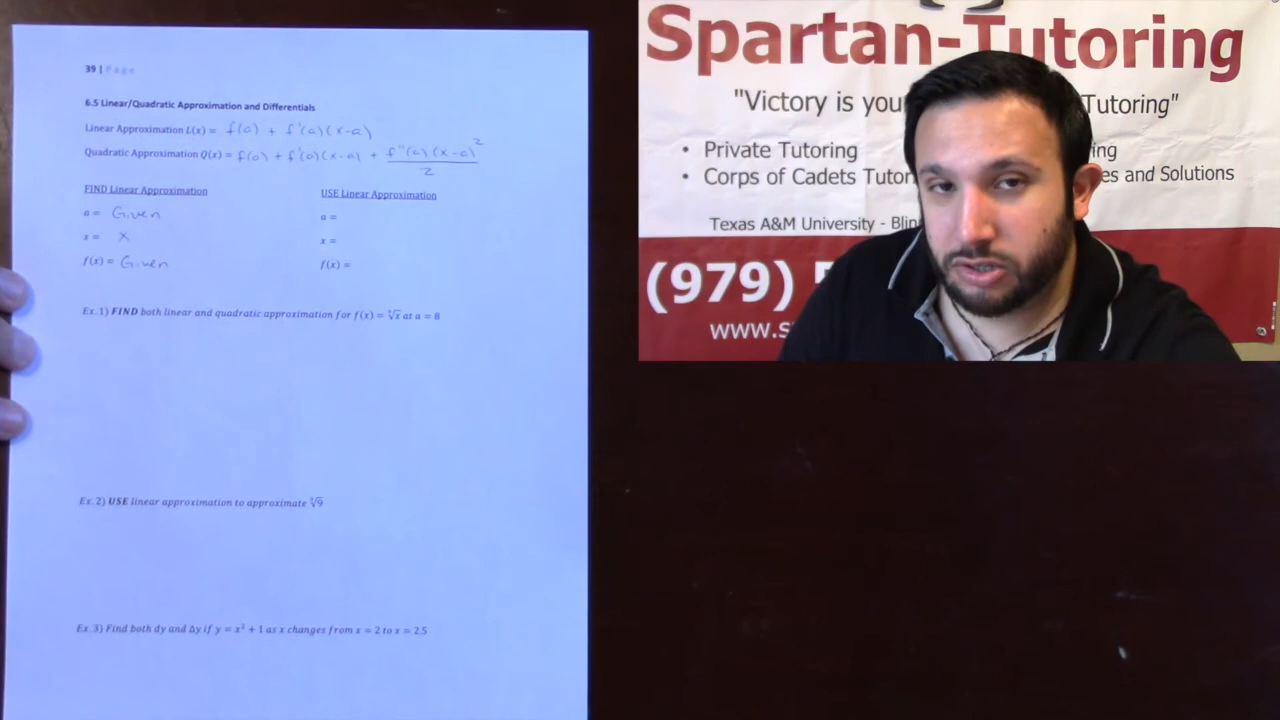 39 | Page
6.5 Linear/Quadratic Approximation and Differentials
Linear Approximation L(x) = f(a) + f'(a)(x-a)
Quadratic Approximation Q(x) = f(a) + f'(a)(x-a) + f''(a)(x-a)²/2
FIND Linear Approximation USE Linear Approximation
a = Given a =
x = x x =
f(x) = Given f(x) =
Ex. 1) FIND both linear and quadratic approximation for f(x) = ∛x at a = 8
Ex. 2) USE linear approximation to approximate ∛9
Ex. 3) Find both dy and Δy if y = x² + 1 as x changes from x = 2 to x = 2.5
Spartan-Tutoring
"Victory is you Tutoring"
• Private Tutoring
• Corps of Cadets Tutor es and Solutions
Texas A&M University - Blin
(979)
www.s